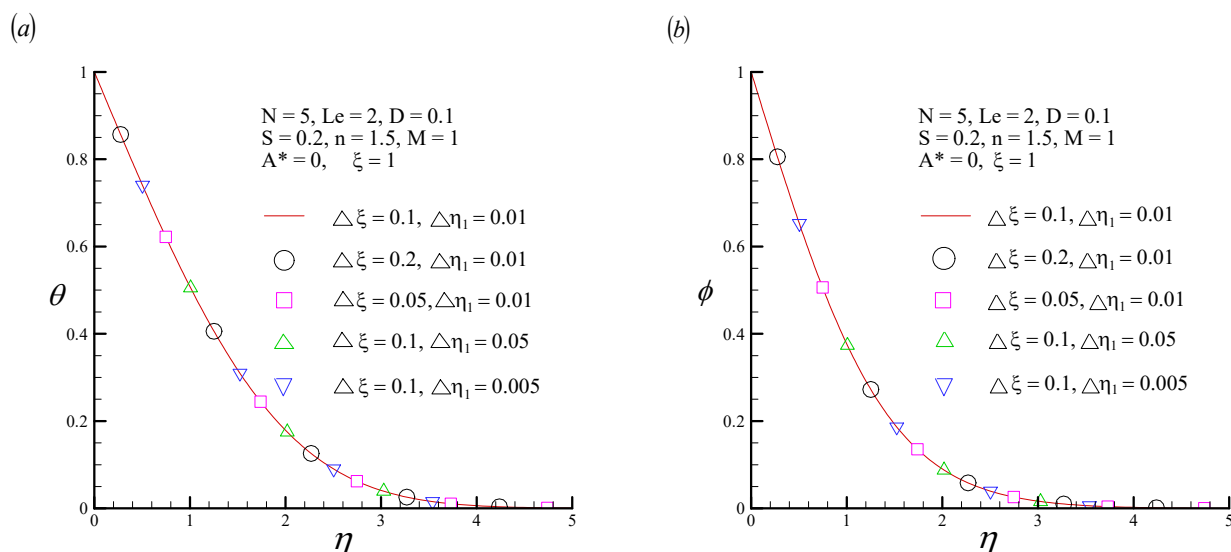 (a)
1
0.8
0.6
0.4
0.2
0
θ
N = 5, Le = 2, D = 0.1
S = 0.2, n = 1.5, M = 1
A* = 0, ξ = 1
△ξ = 0.1, △η₁ = 0.01
△ξ = 0.2, △η₁ = 0.01
△ξ = 0.05, △η₁ = 0.01
△ξ = 0.1, △η₁ = 0.05
△ξ = 0.1, △η₁ = 0.005
0 1 2 3 4 5
η
(b)
1
0.8
0.6
0.4
0.2
0
ϕ
N = 5, Le = 2, D = 0.1
S = 0.2, n = 1.5, M = 1
A* = 0, ξ = 1
△ξ = 0.1, △η₁ = 0.01
△ξ = 0.2, △η₁ = 0.01
△ξ = 0.05, △η₁ = 0.01
△ξ = 0.1, △η₁ = 0.05
△ξ = 0.1, △η₁ = 0.005
0 1 2 3 4 5
η